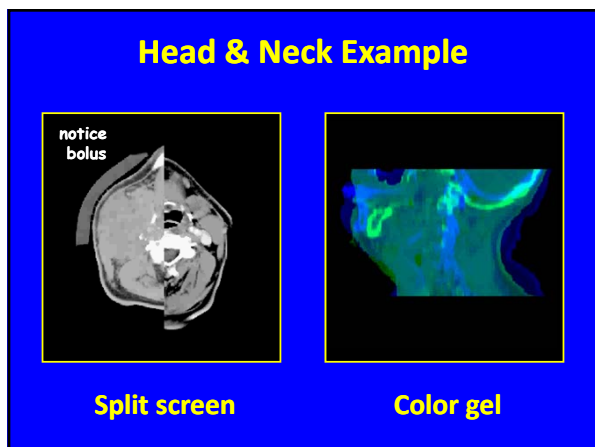 Head & Neck Example
notice
bolus
Split screen
Color gel